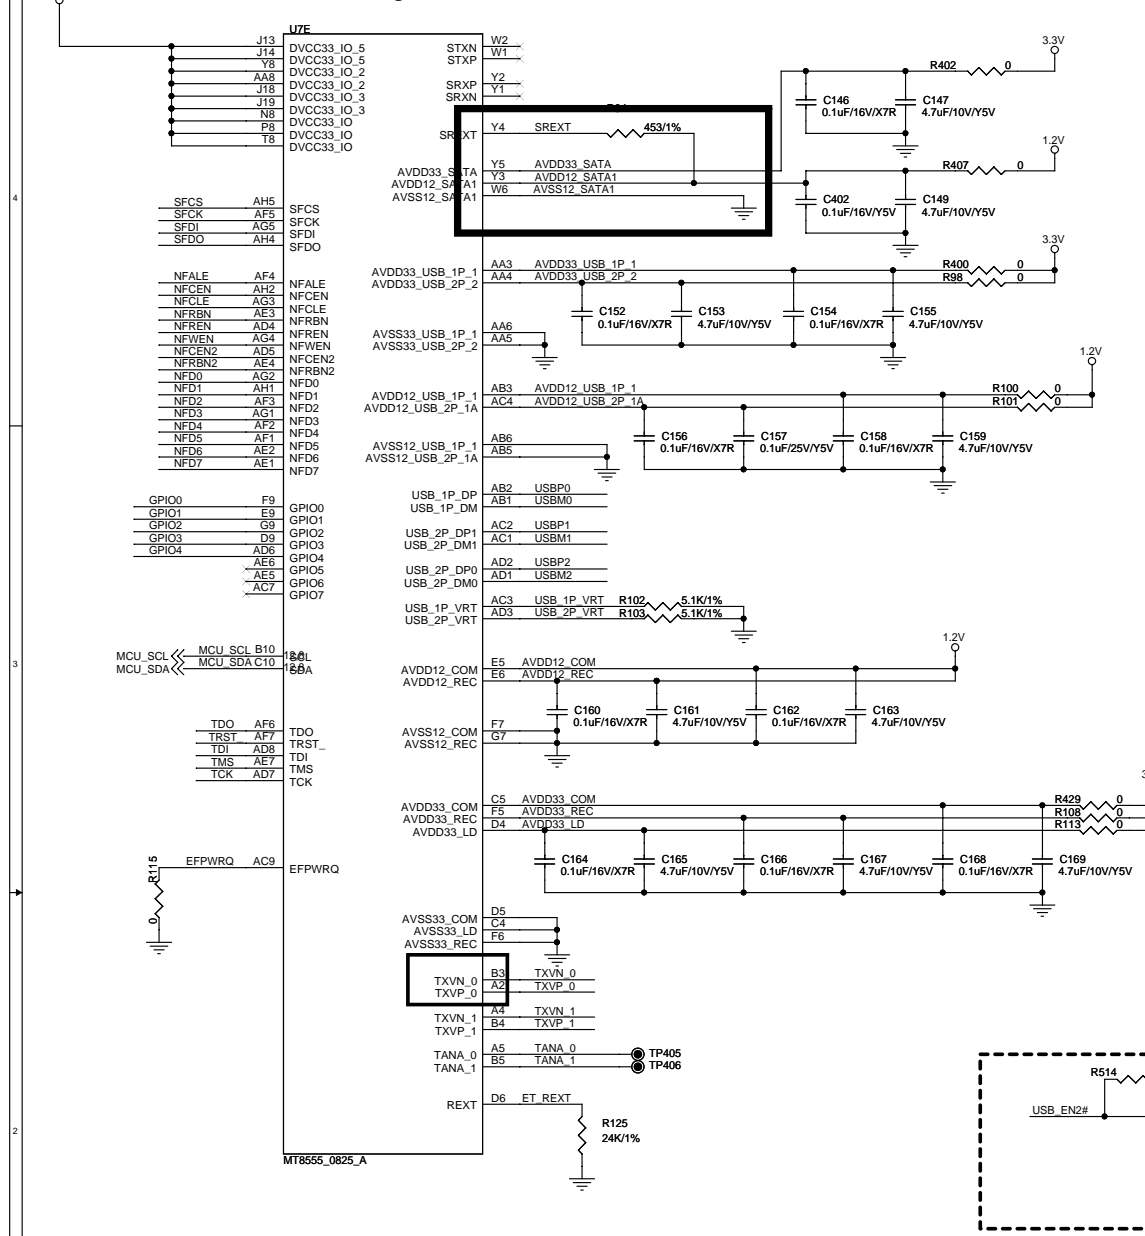 U7E
J13 DVCC33_IO_5
J14 DVCC33_IO_5
Y8 DVCC33_IO_2
AA8 DVCC33_IO_2
J18 DVCC33_IO_3
J19 DVCC33_IO_3
N8 DVCC33_IO
P8 DVCC33_IO
T8 DVCC33_IO
STXN W2
STXP W1
SRXP Y2
SRXN Y1
SREXT Y4 SREXT 453/1%
AVDD33_SATA Y5 AVDD33_SATA
AVDD12_SATA1 Y3 AVDD12_SATA1
AVSS12_SATA1 W6 AVSS12_SATA1
3.3V
R402 0
C146 0.1uF/16V/X7R
C147 4.7uF/10V/Y5V
1.2V
R407 0
C402 0.1uF/16V/Y5V
C149 4.7uF/10V/Y5V
4
SFCS AH5 SFCS
SFCK AF5 SFCK
SFDI AG5 SFDI
SFDO AH4 SFDO
3.3V
AVDD33_USB_1P_1 AA3 AVDD33_USB_1P_1 R400 0
AVDD33_USB_2P_2 AA4 AVDD33_USB_2P_2 R98 0
C152 0.1uF/16V/X7R
C153 4.7uF/10V/Y5V
C154 0.1uF/16V/X7R
C155 4.7uF/10V/Y5V
AVSS33_USB_1P_1 AA6
AVSS33_USB_2P_2 AA5
NFALE AF4 NFALE
NFCEN AH2 NFCEN
NFCLE AG3 NFCLE
NFRBN AE3 NFRBN
NFREN AD4 NFREN
NFWEN AG4 NFWEN
NFCEN2 AD5 NFCEN2
NFRBN2 AE4 NFRBN2
NFD0 AG2 NFD0
NFD1 AH1 NFD1
NFD2 AF3 NFD2
NFD3 AG1 NFD3
NFD4 AF2 NFD4
NFD5 AF1 NFD5
NFD6 AE2 NFD6
NFD7 AE1 NFD7
1.2V
AVDD12_USB_1P_1 AB3 AVDD12_USB_1P_1 R100 0
AVDD12_USB_2P_1A AC4 AVDD12_USB_2P_1A R101 0
C156 0.1uF/16V/X7R
C157 0.1uF/25V/Y5V
C158 0.1uF/16V/X7R
C159 4.7uF/10V/Y5V
AVSS12_USB_1P_1 AB6
AVSS12_USB_2P_1A AB5
GPIO0 F9 GPIO0
GPIO1 E9 GPIO1
GPIO2 G9 GPIO2
GPIO3 D9 GPIO3
GPIO4 AD6 GPIO4
AE6 GPIO5
AE5 GPIO6
AC7 GPIO7
USB_1P_DP AB2 USBP0
USB_1P_DM AB1 USBM0
USB_2P_DP1 AC2 USBP1
USB_2P_DM1 AC1 USBM1
USB_2P_DP0 AD2 USBP2
USB_2P_DM0 AD1 USBM2
USB_1P_VRT AC3 USB_1P_VRT R102 5.1K/1%
USB_2P_VRT AD3 USB_2P_VRT R103 5.1K/1%
3
MCU_SCL MCU_SCL B10 SCL
MCU_SDA MCU_SDA C10 SDA
1.2V
AVDD12_COM E5 AVDD12_COM
AVDD12_REC E6 AVDD12_REC
C160 0.1uF/16V/X7R
C161 4.7uF/10V/Y5V
C162 0.1uF/16V/X7R
C163 4.7uF/10V/Y5V
AVSS12_COM F7
AVSS12_REC G7
TDO AF6 TDO
TRST_ AF7 TRST_
TDI AD8 TDI
TMS AE7 TMS
TCK AD7 TCK
AVDD33_COM C5 AVDD33_COM R429 0
AVDD33_REC F5 AVDD33_REC R108 0
AVDD33_LD D4 AVDD33_LD R113 0
C164 0.1uF/16V/X7R
C165 4.7uF/10V/Y5V
C166 0.1uF/16V/X7R
C167 4.7uF/10V/Y5V
C168 0.1uF/16V/X7R
C169 4.7uF/10V/Y5V
EFPWRQ AC9 EFPWRQ
R115 0
AVSS33_COM D5
AVSS33_LD C4
AVSS33_REC F6
TXVN_0 B3 TXVN_0
TXVP_0 A2 TXVP_0
TXVN_1 A4 TXVN_1
TXVP_1 B4 TXVP_1
TANA_0 A5 TANA_0 TP405
TANA_1 B5 TANA_1 TP406
REXT D6 ET_REXT
R125
24K/1%
R514
USB_EN2#
2
MT8555_0825_A